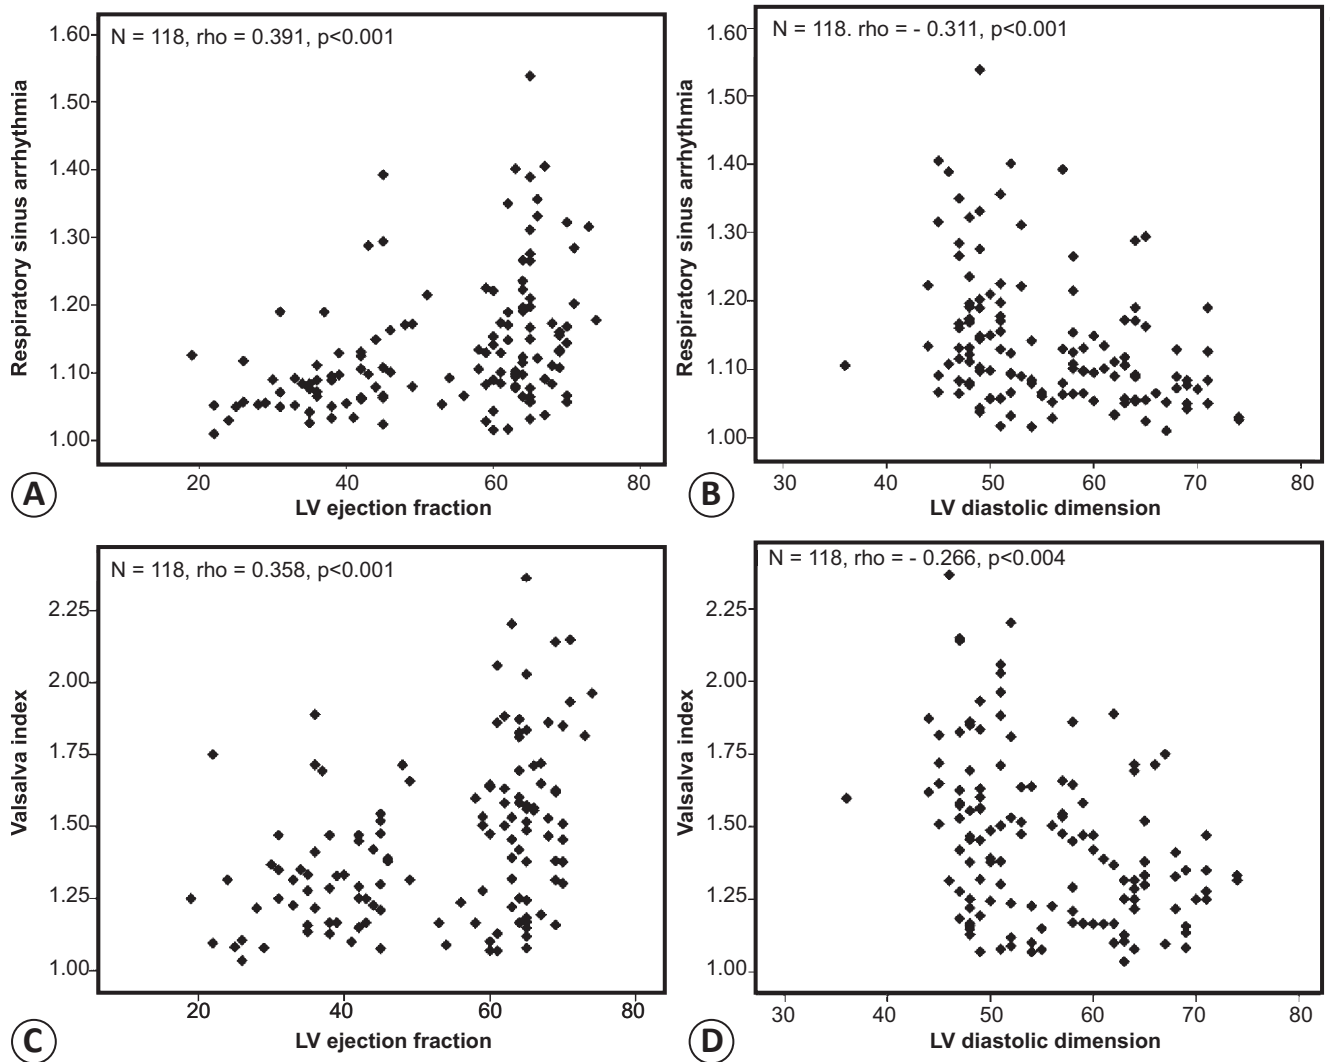 N = 118, rho = 0.391, p<0.001
Respiratory sinus arrhythmia
1.60
1.50
1.40
1.30
1.20
1.10
1.00
20 40 60 80
LV ejection fraction
A
N = 118. rho = - 0.311, p<0.001
Respiratory sinus arrhythmia
1.60
1.50
1.40
1.30
1.20
1.10
1.00
30 40 50 60 70 80
LV diastolic dimension
B
N = 118, rho = 0.358, p<0.001
Valsalva index
2.25
2.00
1.75
1.50
1.25
1.00
20 40 60 80
LV ejection fraction
C
N = 118, rho = - 0.266, p<0.004
Valsalva index
2.25
2.00
1.75
1.50
1.25
1.00
30 40 50 60 70 80
LV diastolic dimension
D